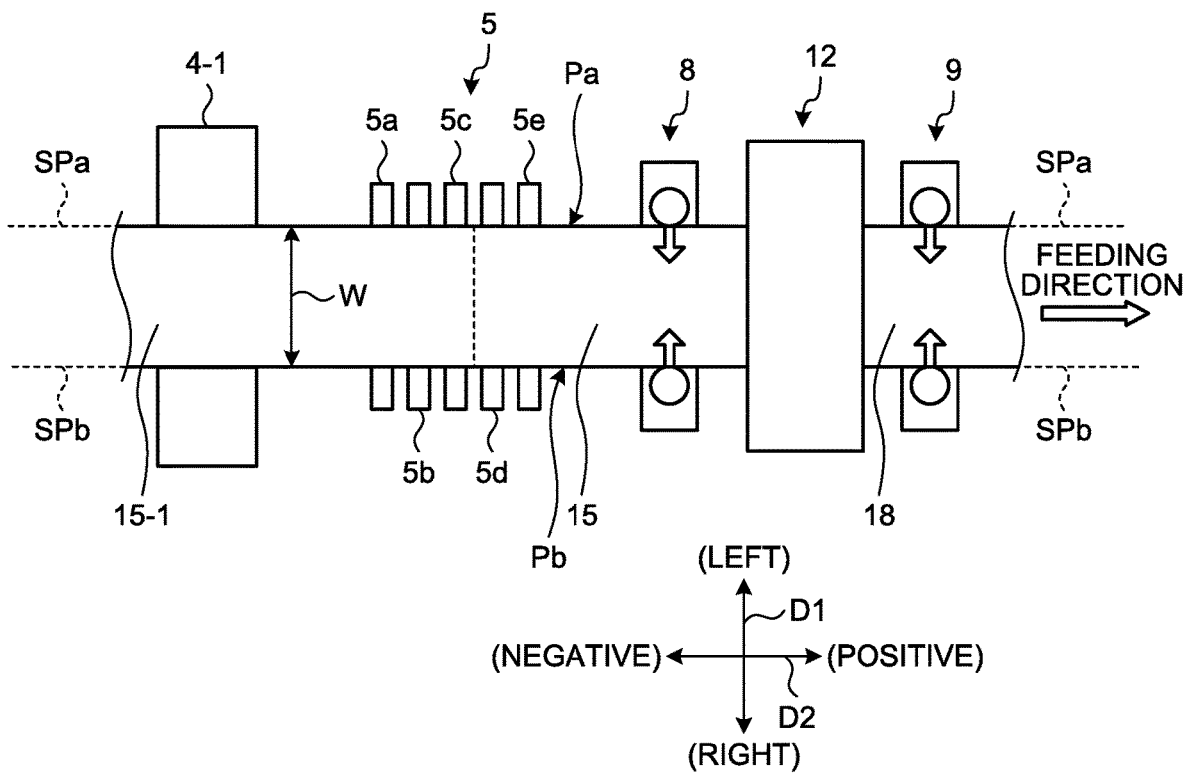 5
4-1
Pa
8
12
9
5a
5c
5e
SPa
SPa
FEEDING
DIRECTION
W
SPb
SPb
5b
5d
15-1
15
18
Pb
(LEFT)
D1
(NEGATIVE)
(POSITIVE)
D2
(RIGHT)